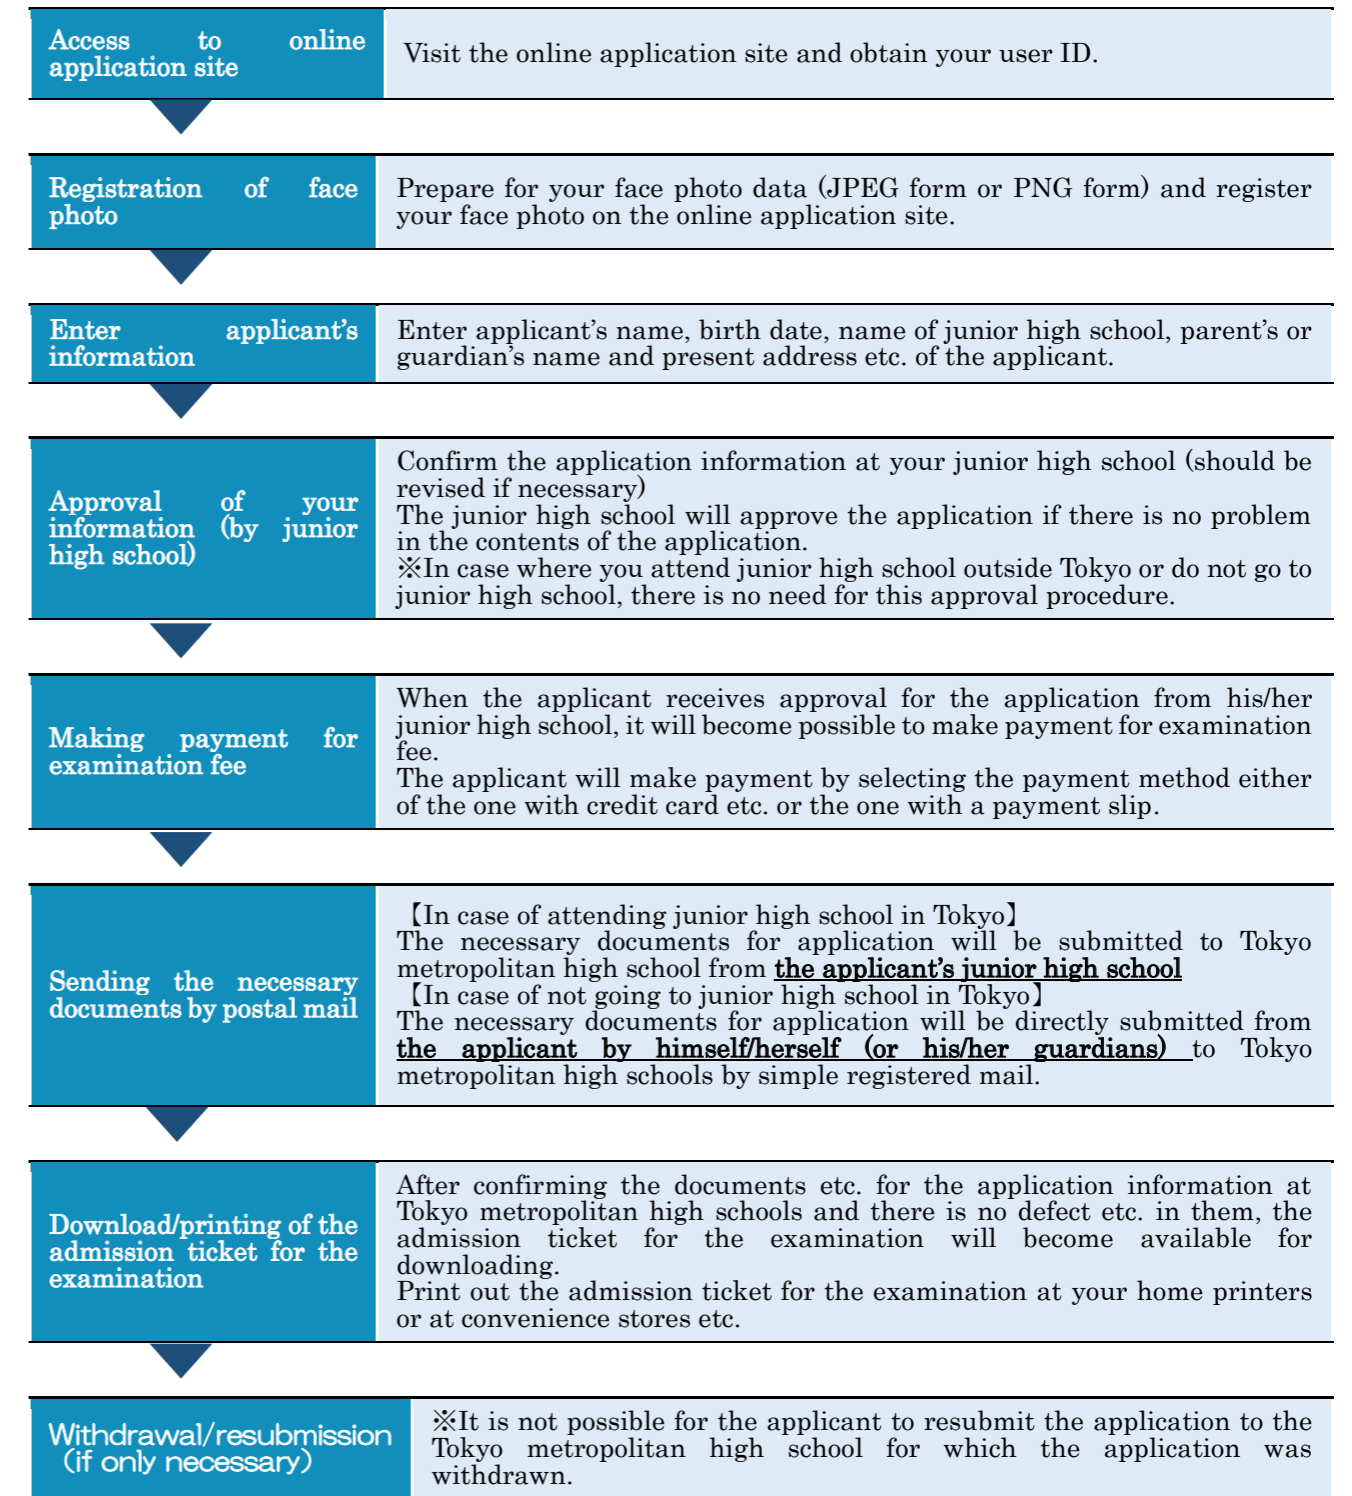 Access to online
application site
Visit the online application site and obtain your user ID.
Registration of face
photo
Prepare for your face photo data (JPEG form or PNG form) and register
your face photo on the online application site.
Enter applicant's
information
Enter applicant's name, birth date, name of junior high school, parent's or
guardian's name and present address etc. of the applicant.
Approval of your
information (by junior
high school)
Confirm the application information at your junior high school (should be
revised if necessary)
The junior high school will approve the application if there is no problem
in the contents of the application.
※In case where you attend junior high school outside Tokyo or do not go to
junior high school, there is no need for this approval procedure.
Making payment for
examination fee
When the applicant receives approval for the application from his/her
junior high school, it will become possible to make payment for examination
fee.
The applicant will make payment by selecting the payment method either
of the one with credit card etc. or the one with a payment slip.
Sending the necessary
documents by postal mail
【In case of attending junior high school in Tokyo】
The necessary documents for application will be submitted to Tokyo
metropolitan high school from the applicant's junior high school
【In case of not going to junior high school in Tokyo】
The necessary documents for application will be directly submitted from
the applicant by himself/herself (or his/her guardians) to Tokyo
metropolitan high schools by simple registered mail.
Download/printing of the
admission ticket for the
examination
After confirming the documents etc. for the application information at
Tokyo metropolitan high schools and there is no defect etc. in them, the
admission ticket for the examination will become available for
downloading.
Print out the admission ticket for the examination at your home printers
or at convenience stores etc.
Withdrawal/resubmission
(if only necessary)
※It is not possible for the applicant to resubmit the application to the
Tokyo metropolitan high school for which the application was
withdrawn.